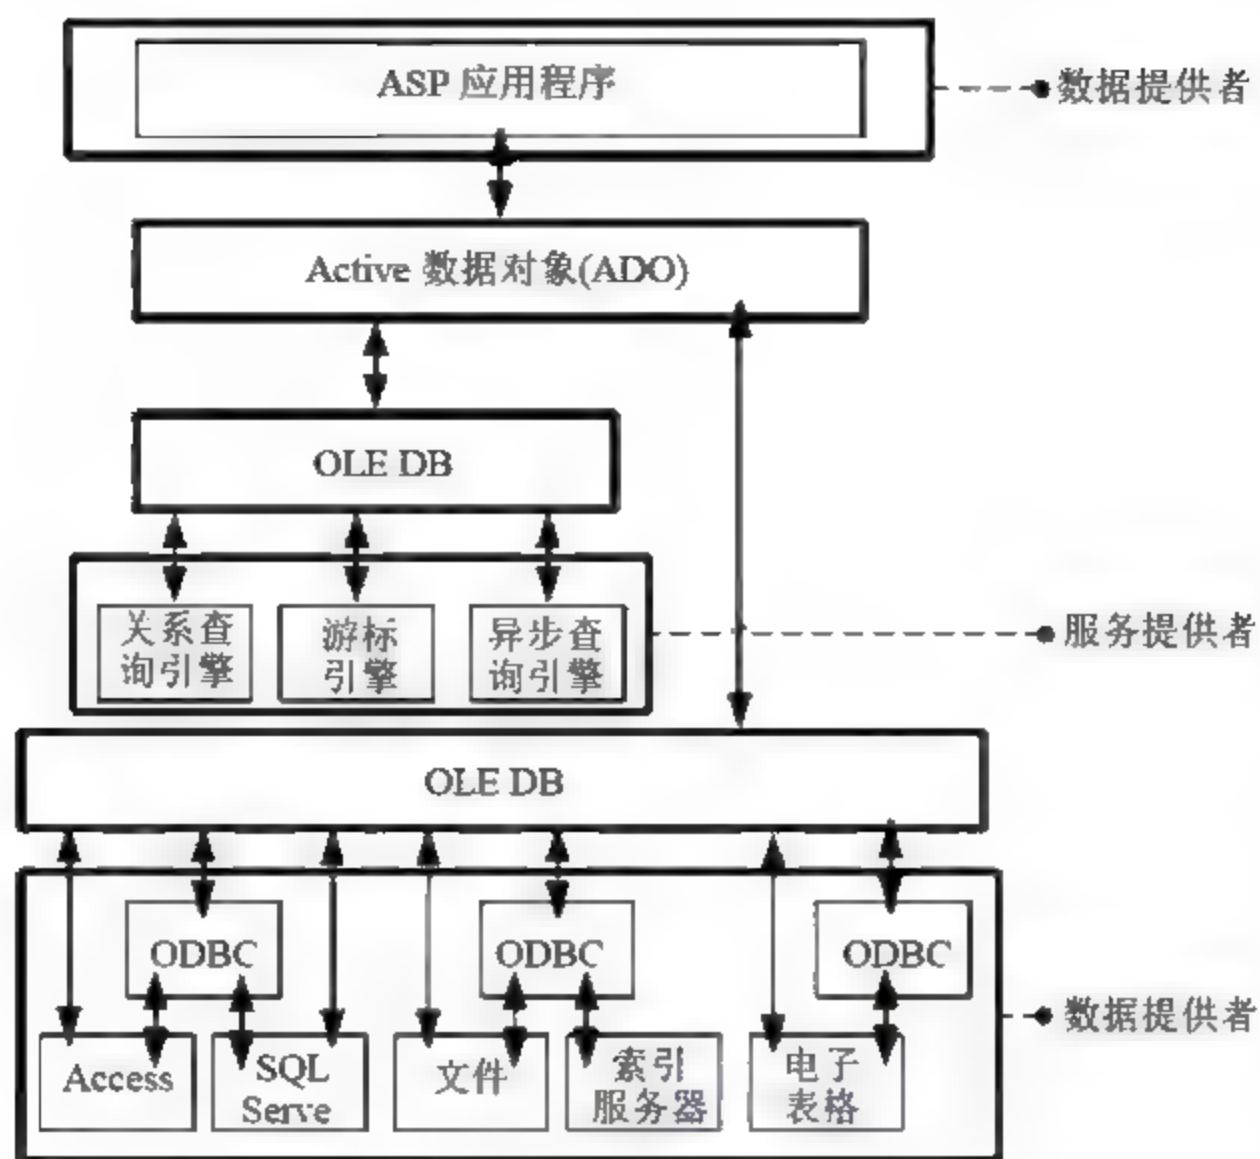 ASP 应用程序
数据提供者
Active 数据对象(ADO)
OLE DB
关系查
询引擎
游标
引擎
异步查
询引擎
服务提供者
OLE DB
ODBC
ODBC
ODBC
数据提供者
Access
SQL
Serve
文件
索引
服务器
电子
表格